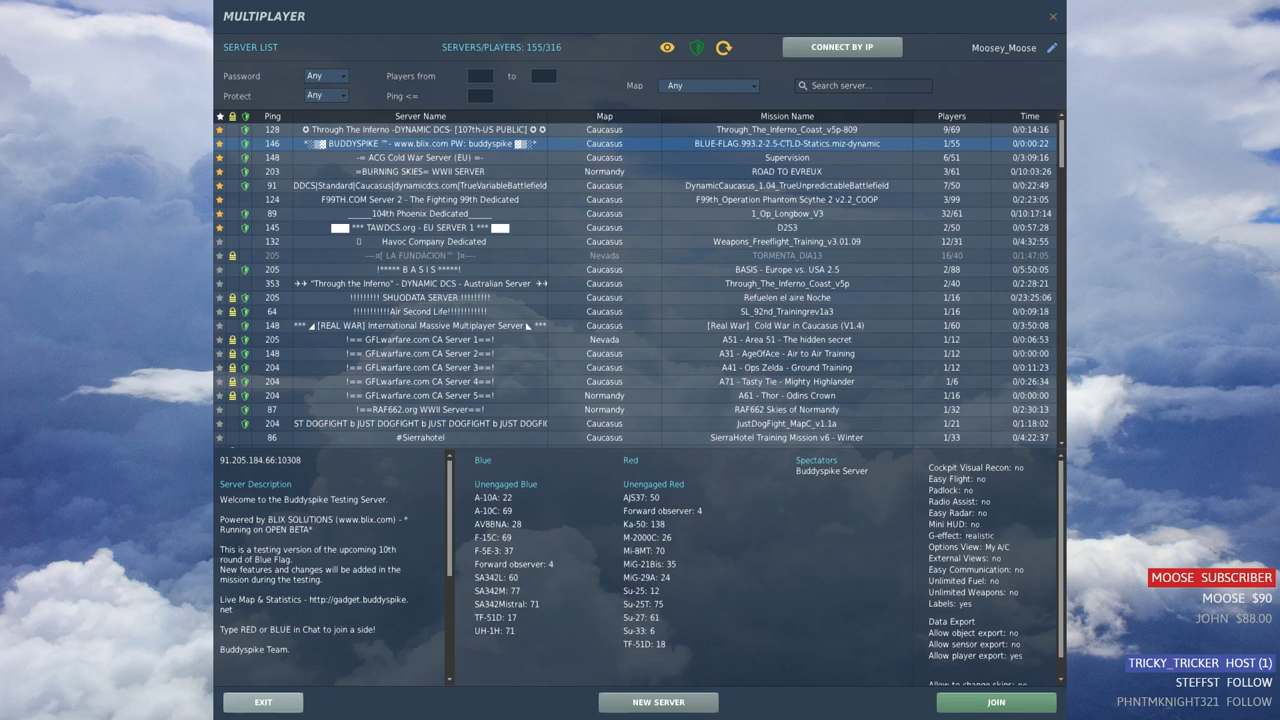 MULTIPLAYER
SERVER LIST SERVERS/PLAYERS: 155/316 CONNECT BY IP Moosey_Moose
Password Any Players from to
Map Any Search server...
Protect Any Ping <=
Ping Server Name Map Mission Name Players Time
128 ✪ Through The Inferno -DYNAMIC DCS- [107th-US PUBLIC] ✪ ✪ Caucasus Through_The_Inferno_Coast_v5p-809 9/69 0/0:14:16
146 *░▒▓ BUDDYSPIKE ™- www.blix.com PW: buddyspike ▓▒░* Caucasus BLUE-FLAG.993.2-2.5-CTLD-Statics.miz-dynamic 1/55 0/0:00:22
148 -= ACG Cold War Server (EU) =- Caucasus Supervision 6/51 0/3:09:16
203 =BURNING SKIES= WWII SERVER Normandy ROAD TO EVREUX 3/61 0/10:03:26
91 DDCS|Standard|Caucasus|dynamicdcs.com|TrueVariableBattlefield Caucasus DynamicCaucasus_1.04_TrueUnpredictableBattlefield 7/50 0/0:22:49
124 F99TH.COM Server 2 - The Fighting 99th Dedicated Caucasus F99th_Operation Phantom Scythe 2 v2.2_COOP 3/99 0/2:23:05
89 _____104th Phoenix Dedicated_____ Caucasus 1_Op_Longbow_V3 32/61 0/10:17:14
145 ███ *** TAWDCS.org - EU SERVER 1 *** ███ Caucasus D2S3 2/50 0/0:57:28
132 Havoc Company Dedicated Caucasus Weapons_Freeflight_Training_v3.01.09 12/31 0/4:32:55
205 —¤[ LA FUNDACION™ ]¤— Nevada TORMENTA_DIA13 16/40 0/1:47:05
205 !***** B A S I S *****! Caucasus BASIS - Europe vs. USA 2.5 2/88 0/5:50:05
353 ✈✈ "Through the Inferno" - DYNAMIC DCS - Australian Server ✈✈ Caucasus Through_The_Inferno_Coast_v5p 2/40 0/2:28:21
205 !!!!!!!!! SHUODATA SERVER !!!!!!!!! Caucasus Refuelen el aire Noche 1/16 0/23:25:06
64 !!!!!!!!!!!!Air Second Life!!!!!!!!!!!! Caucasus SL_92nd_Trainingrev1a3 1/16 0/0:09:18
148 *** ◢ [REAL WAR] International Massive Multiplayer Server ◣ *** Caucasus [Real War] Cold War in Caucasus (V1.4) 1/60 0/3:50:08
205 !== GFLwarfare.com CA Server 1==! Nevada A51 - Area 51 - The hidden secret 1/12 0/0:06:53
148 !== GFLwarfare.com CA Server 2==! Caucasus A31 - AgeOfAce - Air to Air Training 1/12 0/0:00:00
204 !== GFLwarfare.com CA Server 3==! Caucasus A41 - Ops Zelda - Ground Training 1/12 0/0:11:23
204 !== GFLwarfare.com CA Server 4==! Caucasus A71 - Tasty Tie - Mighty Highlander 1/6 0/0:26:34
204 !== GFLwarfare.com CA Server 5==! Normandy A61 - Thor - Odins Crown 1/16 0/0:00:00
87 !==RAF662.org WWII Server==! Normandy RAF662 Skies of Normandy 1/32 0/2:30:13
204 ST DOGFIGHT b JUST DOGFIGHT b JUST DOGFIGHT b JUST DOGFIG Caucasus JustDogFight_MapC_v1.1a 1/21 0/1:18:02
86 #Sierrahotel Caucasus SierraHotel Training Mission v6 - Winter 1/33 0/4:22:37
91.205.184.66:10308
Server Description
Welcome to the Buddyspike Testing Server.
Powered by BLIX SOLUTIONS (www.blix.com) - *
Running on OPEN BETA*
This is a testing version of the upcoming 10th
round of Blue Flag.
New features and changes will be added in the
mission during the testing.
Live Map & Statistics - http://gadget.buddyspike.
net
Type RED or BLUE in Chat to join a side!
Buddyspike Team.
Blue
Unengaged Blue
A-10A: 22
A-10C: 69
AV8BNA: 28
F-15C: 69
F-5E-3: 37
Forward observer: 4
SA342L: 60
SA342M: 77
SA342Mistral: 71
TF-51D: 17
UH-1H: 71
Red
Unengaged Red
AJS37: 50
Forward observer: 4
Ka-50: 138
M-2000C: 26
Mi-8MT: 70
MiG-21Bis: 35
MiG-29A: 24
Su-25: 12
Su-25T: 75
Su-27: 61
Su-33: 6
TF-51D: 18
Spectators
Buddyspike Server
Cockpit Visual Recon: no
Easy Flight: no
Padlock: no
Radio Assist: no
Easy Radar: no
Mini HUD: no
G-effect: realistic
Options View: My A/C
External Views: no
Easy Communication: no
Unlimited Fuel: no
Unlimited Weapons: no
Labels: yes
Data Export
Allow object export: no
Allow sensor export: no
Allow player export: yes
Allow to change skins: no
EXIT NEW SERVER JOIN
MOOSE SUBSCRIBER
MOOSE $90
JOHN $88.00
TRICKY_TRICKER HOST (1)
STEFFST FOLLOW
PHNTMKNIGHT321 FOLLOW